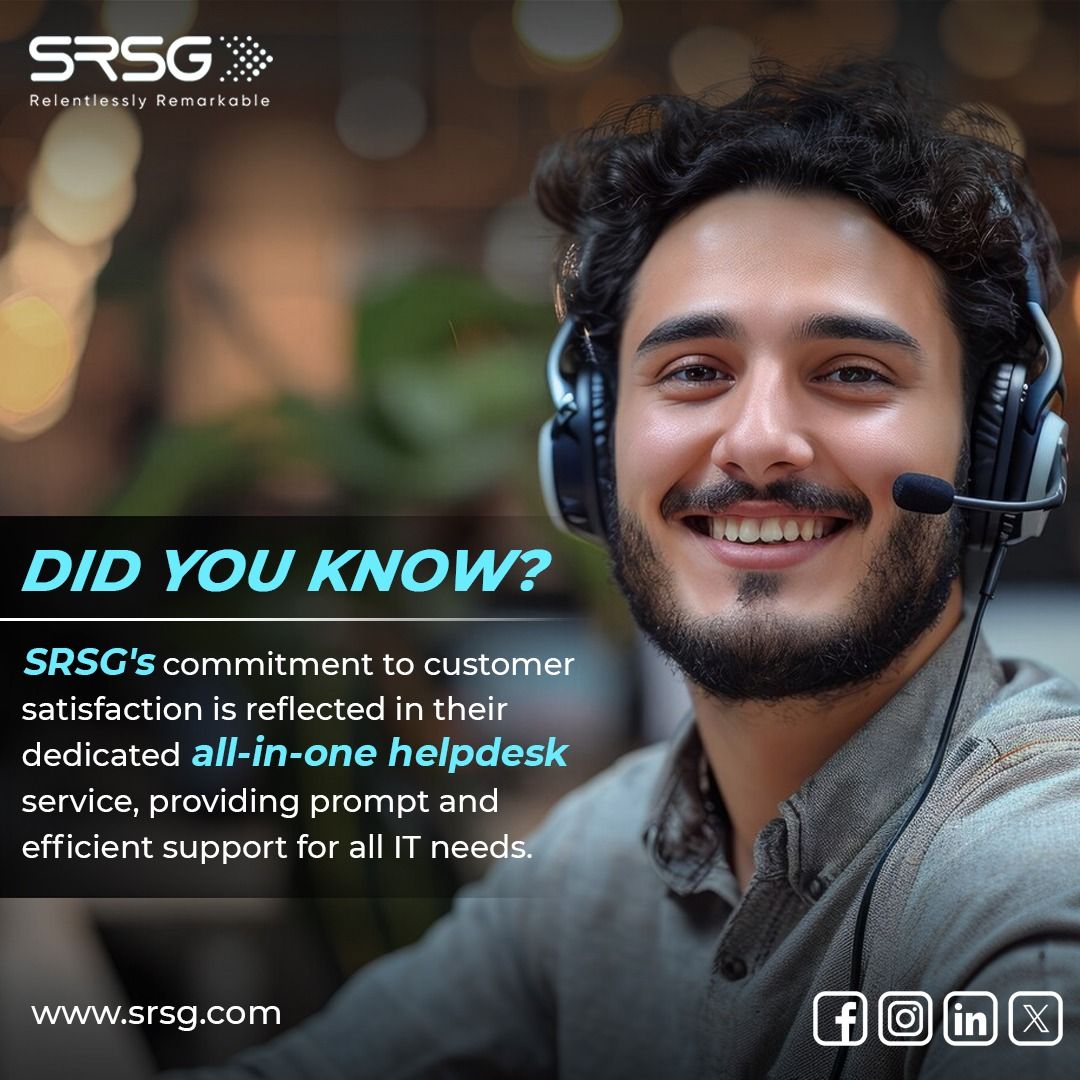 SRSG
Relentlessly Remarkable
DID YOU KNOW?
SRSG's commitment to customer
satisfaction is reflected in their
dedicated all-in-one helpdesk
service, providing prompt and
efficient support for all IT needs.
www.srsg.com